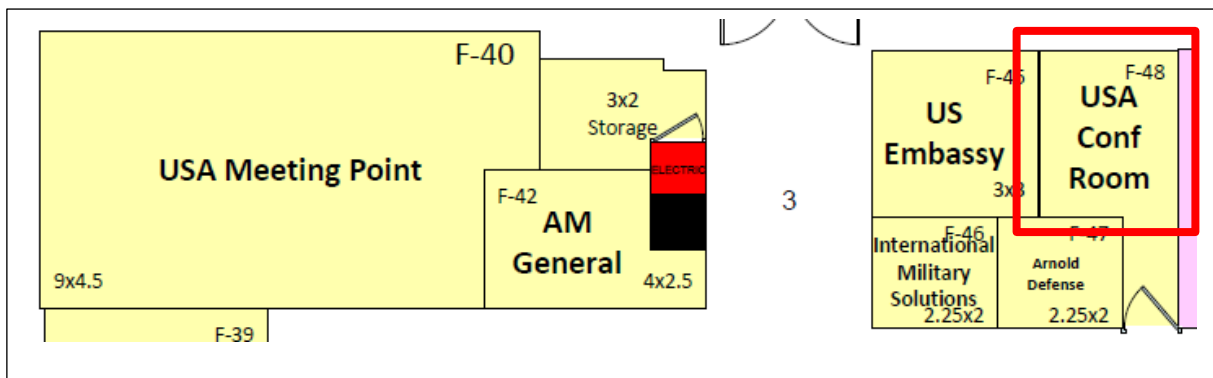 F-40
USA Meeting Point
9x4.5
3x2
Storage
ELECTRIC
F-42
AM
General
4x2.5
F-39
3
F-45
US
Embassy
3x3
F-48
USA
Conf
Room
F-46
International
Military
Solutions
2.25x2
F-47
Arnold
Defense
2.25x2